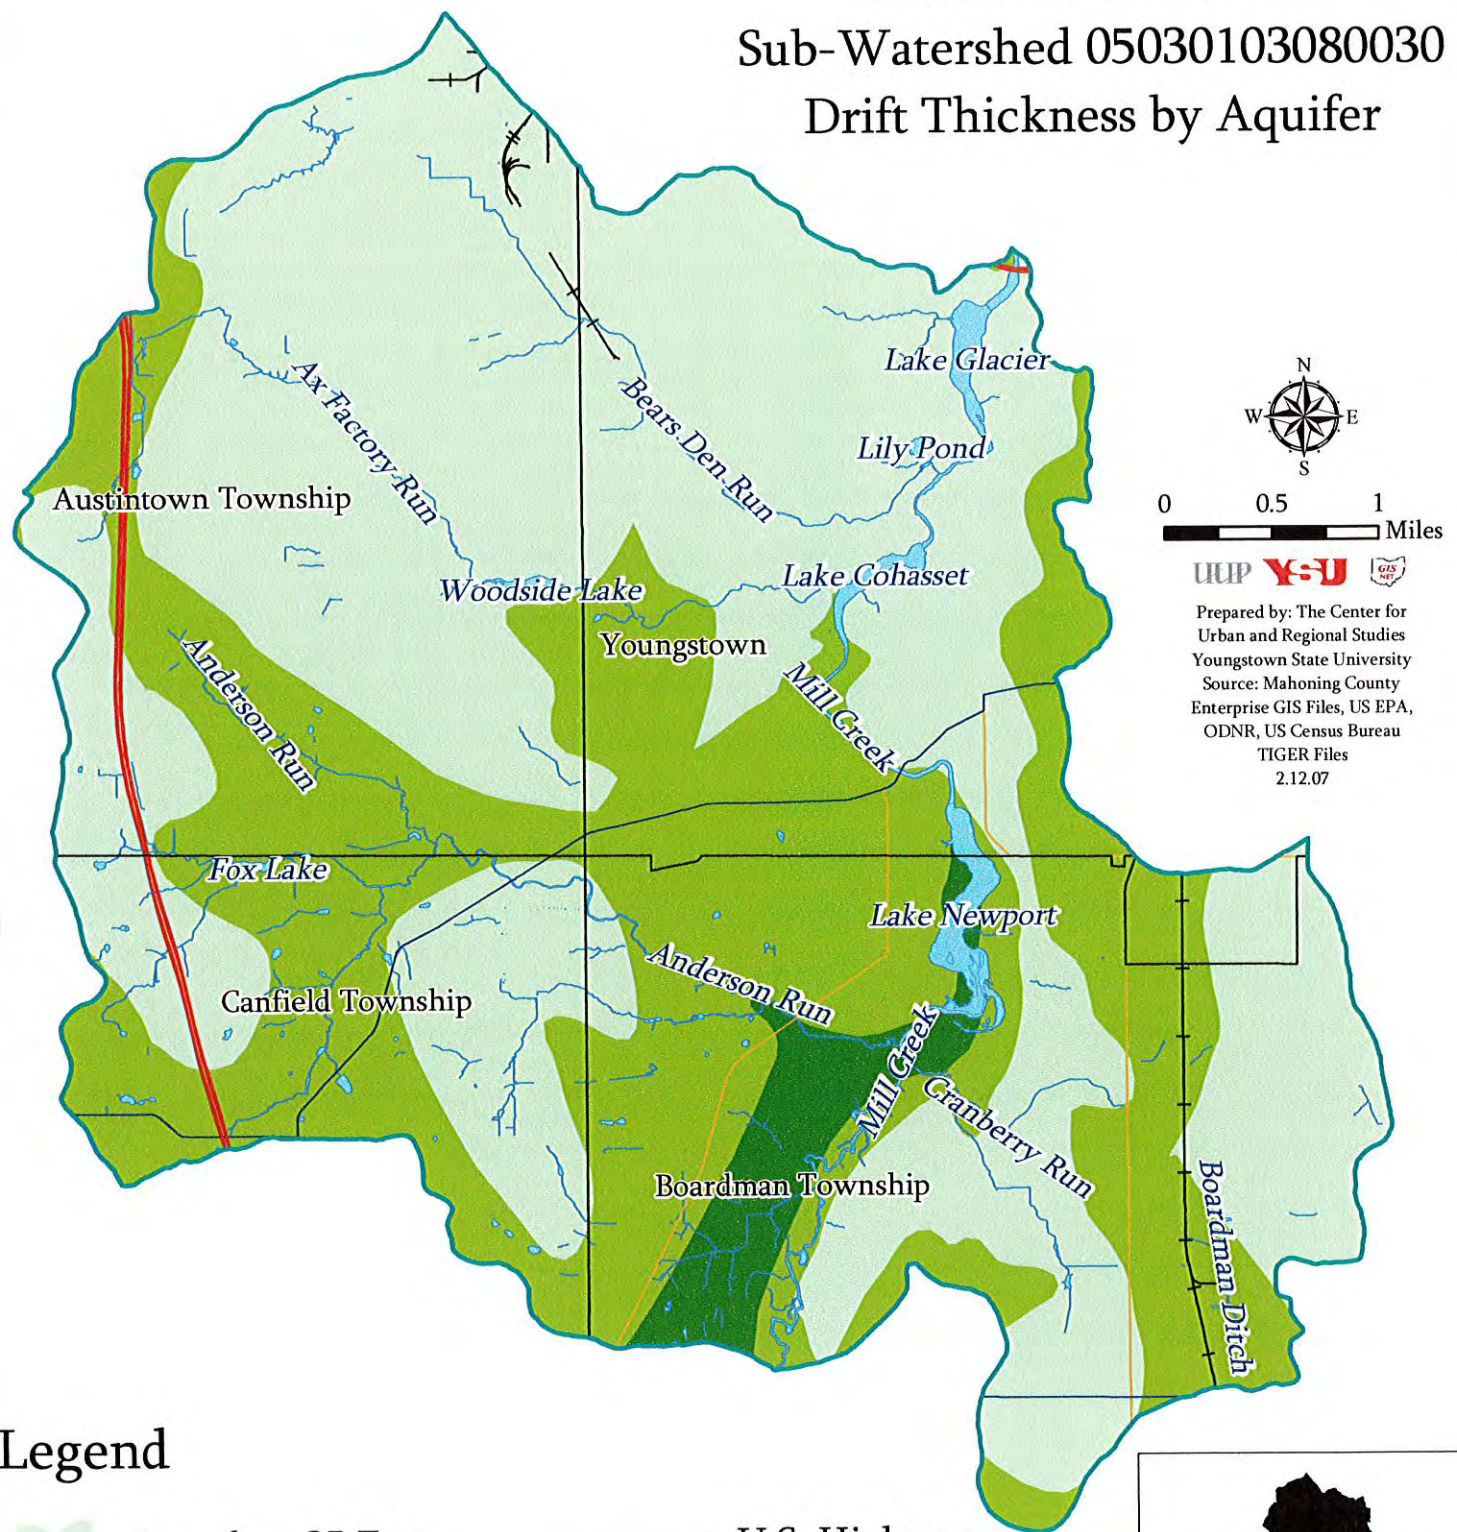 Sub-Watershed 05030103080030
Drift Thickness by Aquifer
N
W E
S
0 0.5 1
Miles
UUP YSU GIS NET
Prepared by: The Center for
Urban and Regional Studies
Youngstown State University
Source: Mahoning County
Enterprise GIS Files, US EPA,
ODNR, US Census Bureau
TIGER Files
2.12.07
Lake Glacier
Ax Factory Run
Bears Den Run
Lily Pond
Austintown Township
Woodside Lake
Lake Cohasset
Youngstown
Anderson Run
Mill Creek
Fox Lake
Lake Newport
Anderson Run
Canfield Township
Mill Creek
Cranberry Run
Boardman Township
Boardman Ditch
Legend